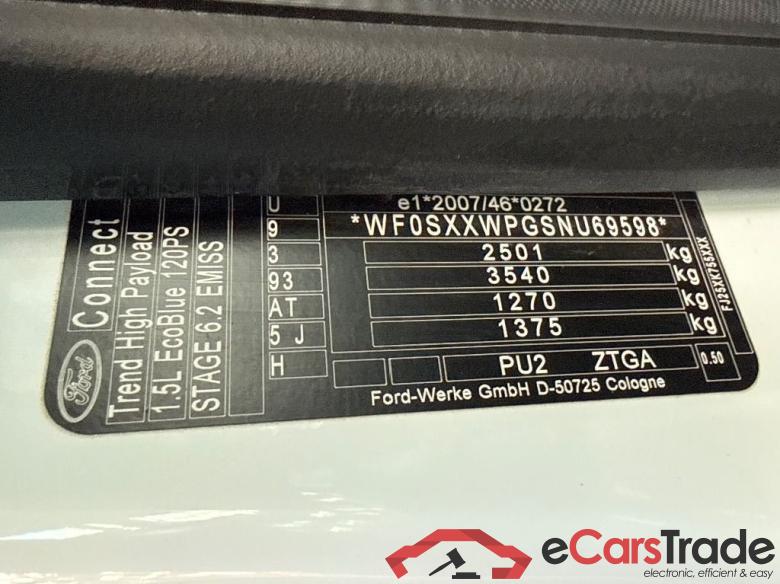 Ford
Connect
Trend High Payload
1.5L EcoBlue 120PS
STAGE 6.2 EMISS
U
9
3
93
AT
5 J
H
e1*2007/46*0272
*WF0SXXWPGSNU69598*
2501 kg
3540 kg
1270 kg
1375 kg
PU2 ZTGA 0.50
Ford-Werke GmbH D-50725 Cologne
FJ25XK755XXX
eCarsTrade
electronic, efficient & easy